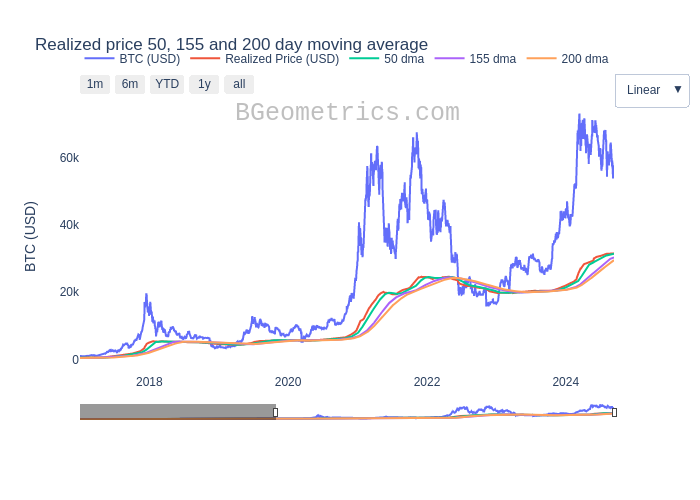 Realized price 50, 155 and 200 day moving average
BTC (USD) Realized Price (USD) 50 dma 155 dma 200 dma
1m 6m YTD 1y all
Linear ▼
BGeometrics.com
60k
40k
20k
0
BTC (USD)
2018 2020 2022 2024